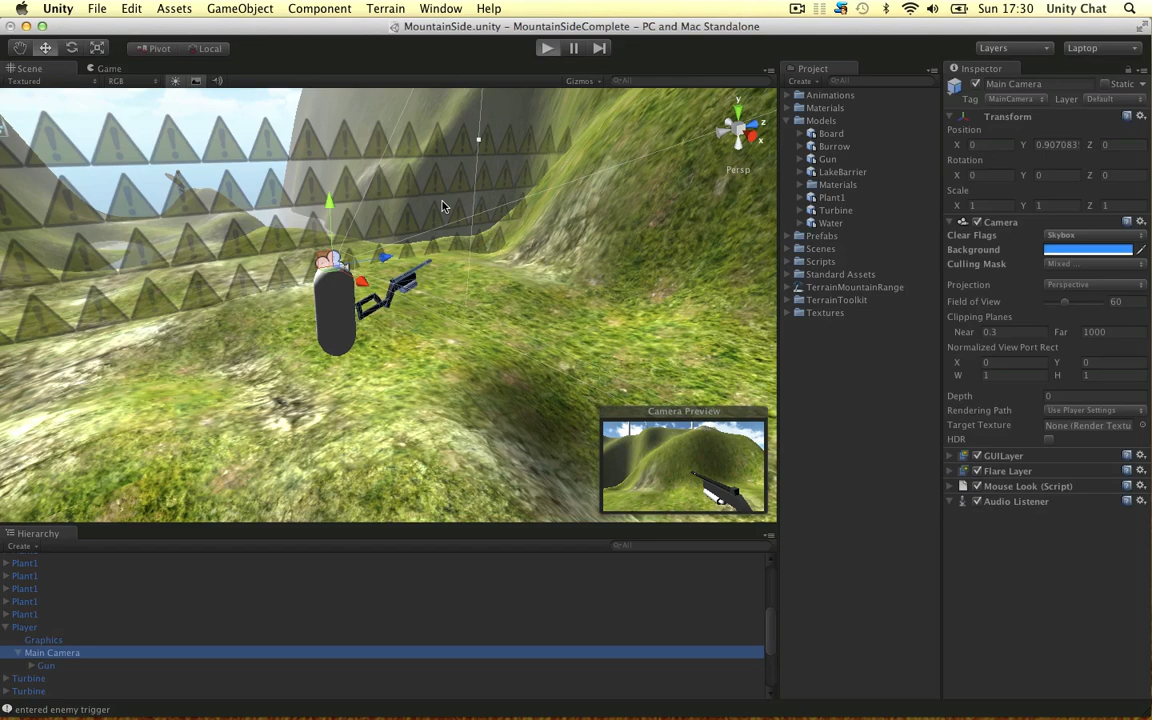 Unity File Edit Assets GameObject Component Terrain Window Help Sun 17:30 Unity Chat
MountainSide.unity - MountainSideComplete - PC and Mac Standalone
Pivot Local Layers Laptop
Scene Game
Textured RGB Gizmos All
y
z
x
Persp
Camera Preview
Project
Create All
Animations
Materials
Models
Board
Burrow
Gun
LakeBarrier
Materials
Plant1
Turbine
Water
Prefabs
Scenes
Scripts
Standard Assets
TerrainMountainRange
TerrainToolkit
Textures
Inspector
Main Camera Static
Tag MainCamera Layer Default
Transform
Position
X 0 Y 0.907083 Z 0
Rotation
X 0 Y 0 Z 0
Scale
X 1 Y 1 Z 1
Camera
Clear Flags Skybox
Background
Culling Mask Mixed ...
Projection Perspective
Field of View 60
Clipping Planes
Near 0.3 Far 1000
Normalized View Port Rect
X 0 Y 0
W 1 H 1
Depth 0
Rendering Path Use Player Settings
Target Texture None (Render Textu
HDR
GUILayer
Flare Layer
Mouse Look (Script)
Audio Listener
Hierarchy
Create All
Plant1
Plant1
Plant1
Plant1
Plant1
Player
Graphics
Main Camera
Gun
Turbine
Turbine
entered enemy trigger